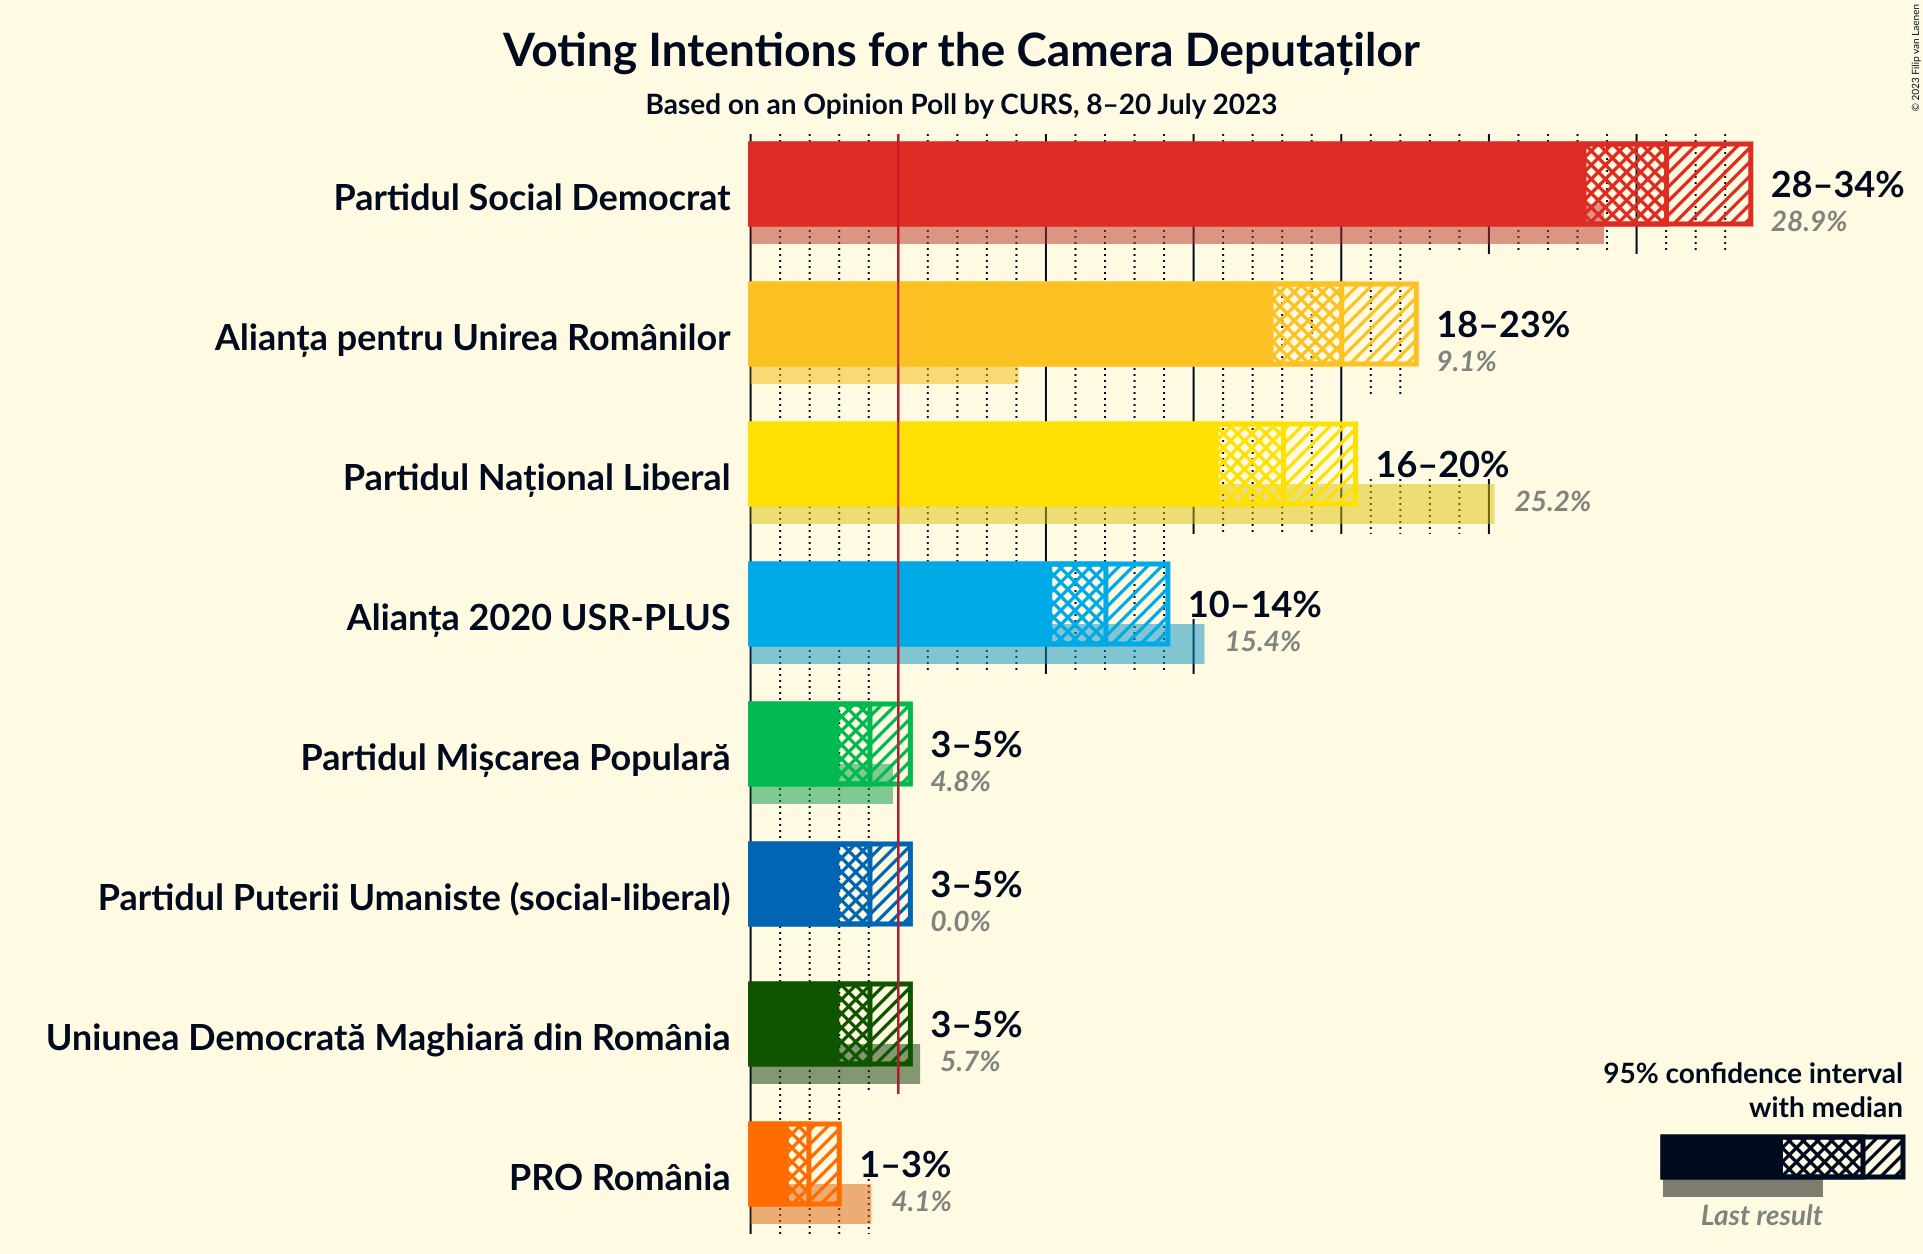 Voting Intentions for the Camera Deputaților
Based on an Opinion Poll by CURS, 8–20 July 2023
© 2023 Filip van Laenen
Partidul Social Democrat
28–34%
28.9%
Alianța pentru Unirea Românilor
18–23%
9.1%
Partidul Național Liberal
16–20%
25.2%
Alianța 2020 USR-PLUS
10–14%
15.4%
Partidul Mișcarea Populară
3–5%
4.8%
Partidul Puterii Umaniste (social-liberal)
3–5%
0.0%
Uniunea Democrată Maghiară din România
3–5%
5.7%
PRO România
1–3%
4.1%
95% confidence interval
with median
Last result